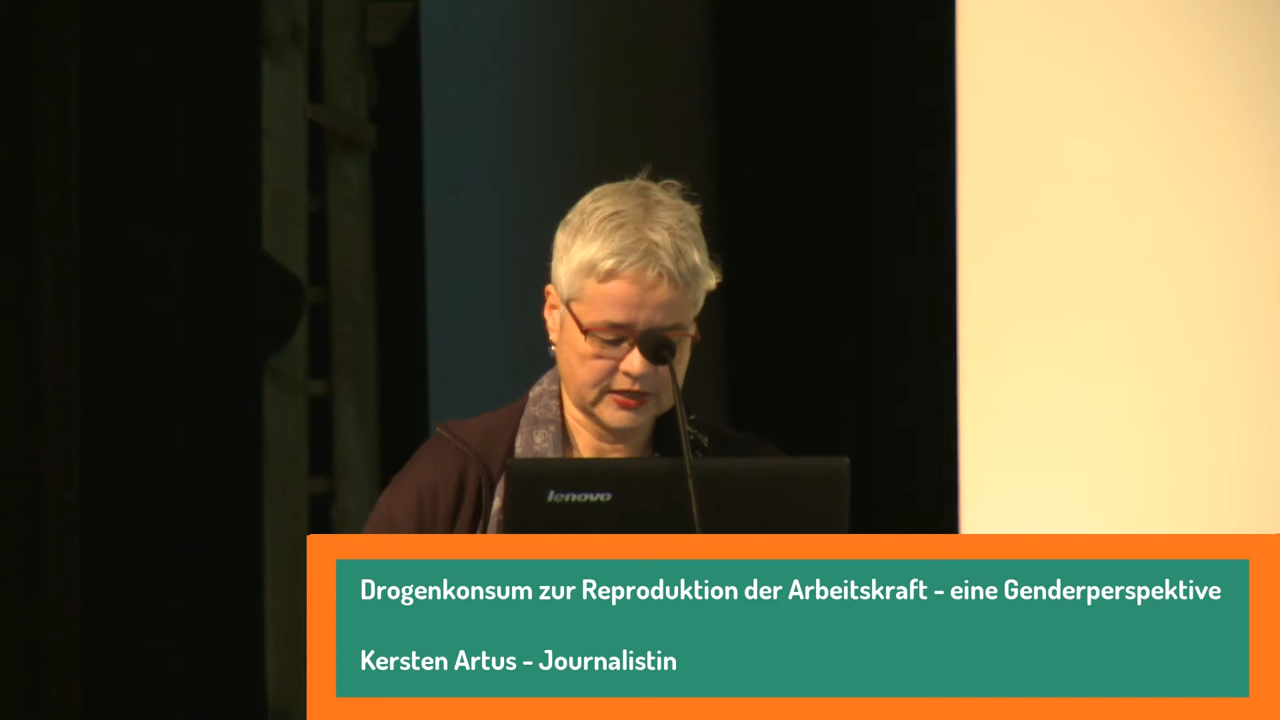 lenovo
Drogenkonsum zur Reproduktion der Arbeitskraft - eine Genderperspektive
Kersten Artus - Journalistin